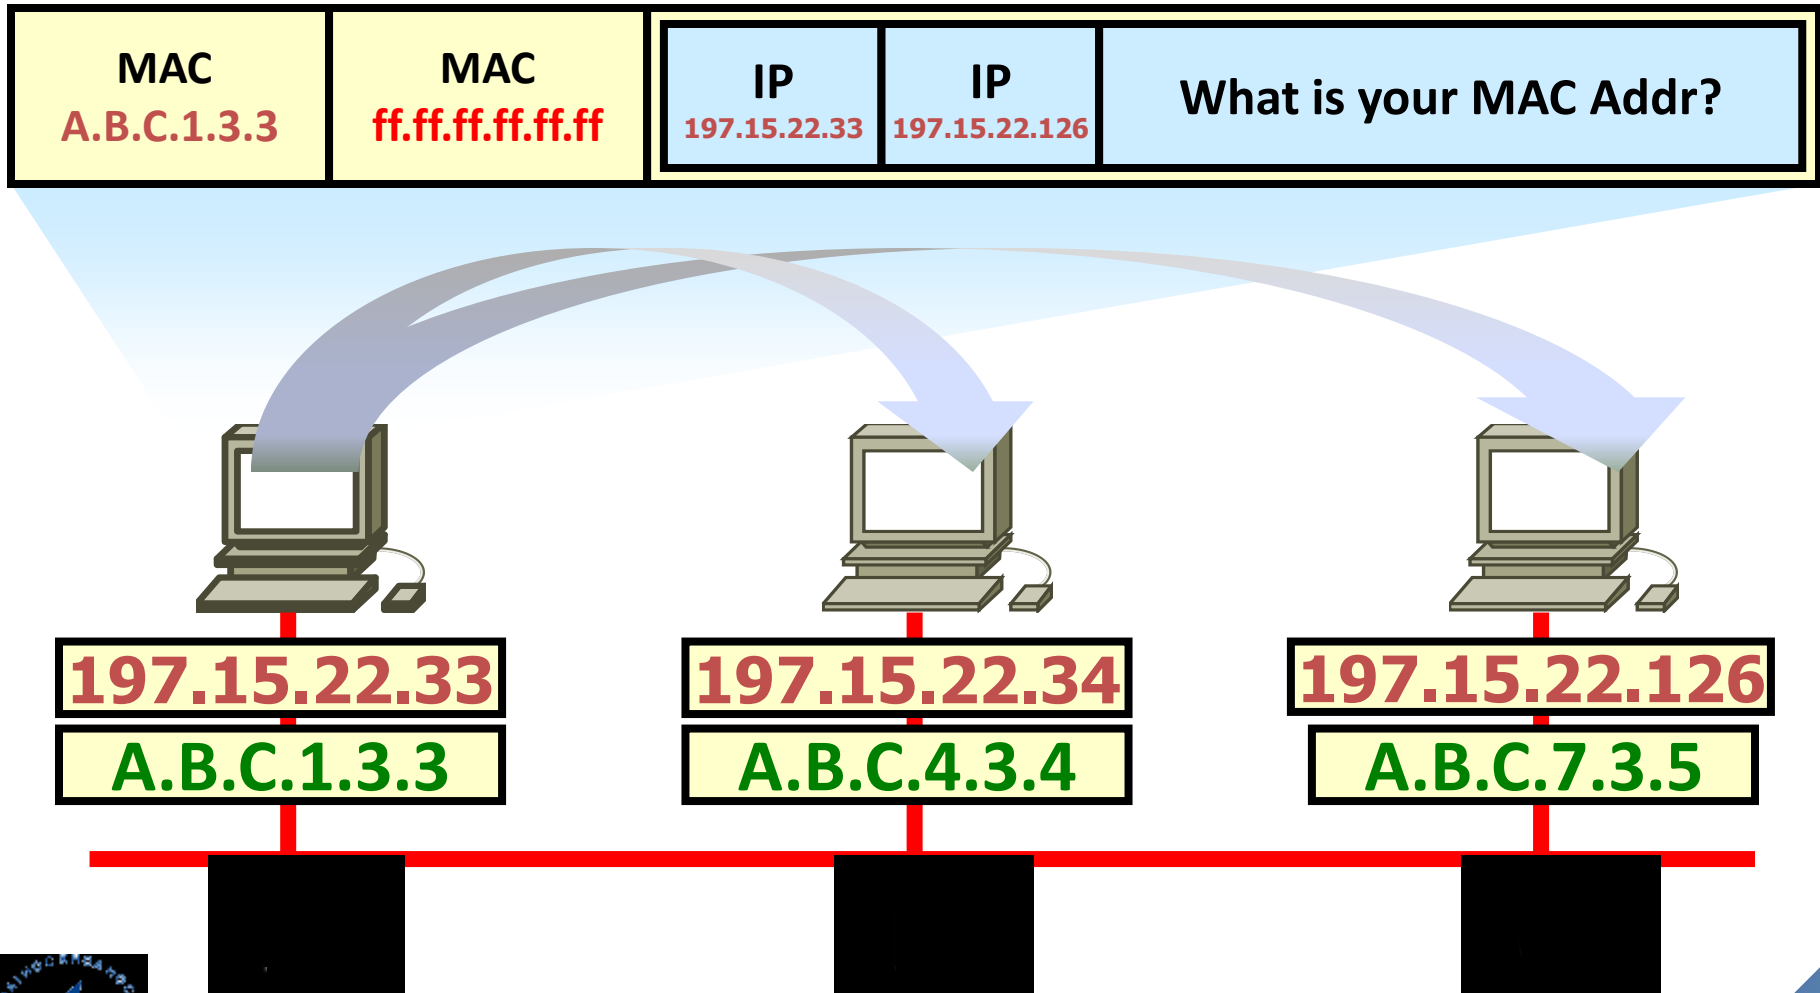 MAC
A.B.C.1.3.3
MAC
ff.ff.ff.ff.ff.ff
IP
197.15.22.33
IP
197.15.22.126
What is your MAC Addr?
197.15.22.33
197.15.22.34
197.15.22.126
A.B.C.1.3.3
A.B.C.4.3.4
A.B.C.7.3.5